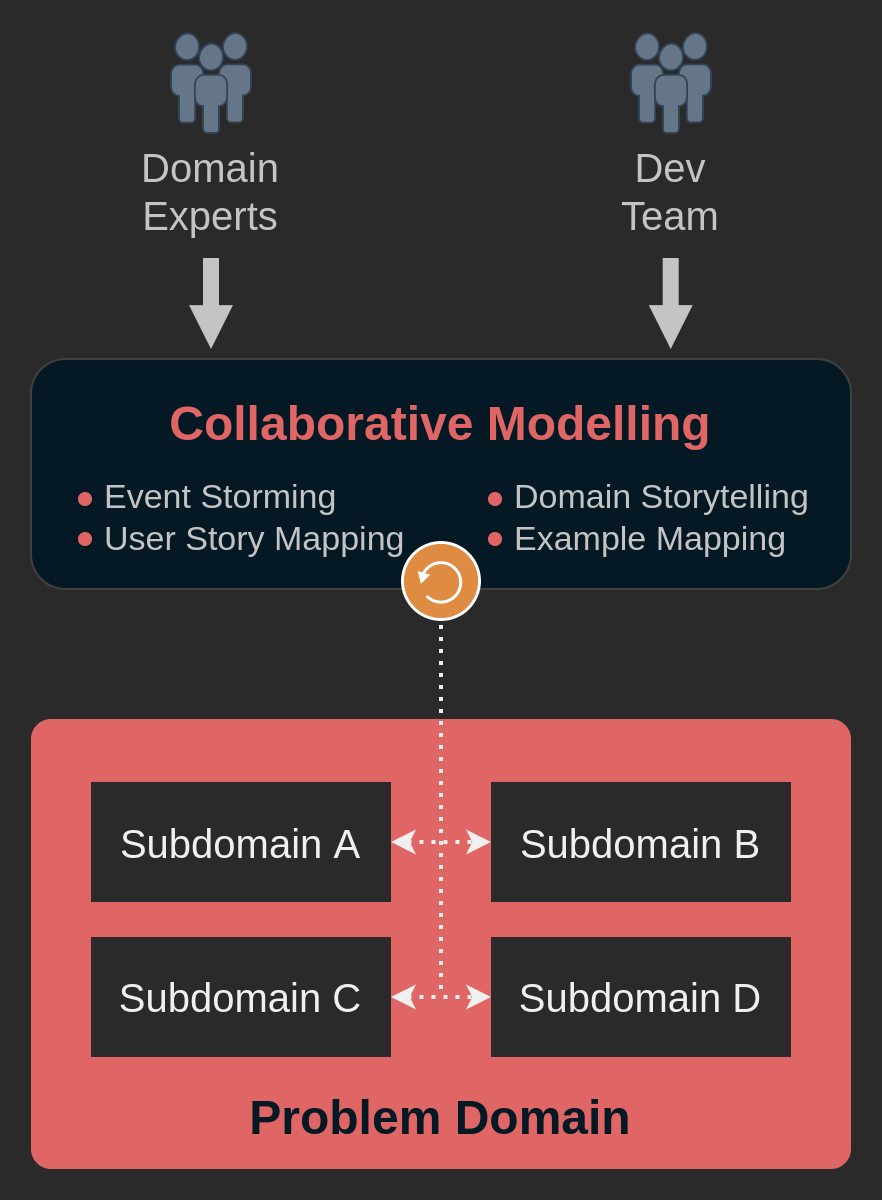 Domain
Experts
Dev
Team
Collaborative Modelling
Event Storming
User Story Mapping
Domain Storytelling
Example Mapping
Subdomain A
Subdomain B
Subdomain C
Subdomain D
Problem Domain